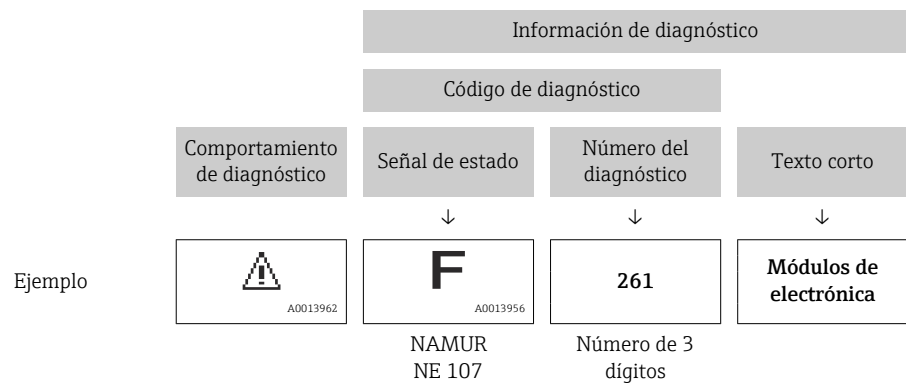 Información de diagnóstico
Código de diagnóstico
Comportamiento
de diagnóstico
Señal de estado
Número del
diagnóstico
Texto corto
↓
↓
↓
Ejemplo
A0013962
F
A0013956
261
Módulos de
electrónica
NAMUR
NE 107
Número de 3
dígitos